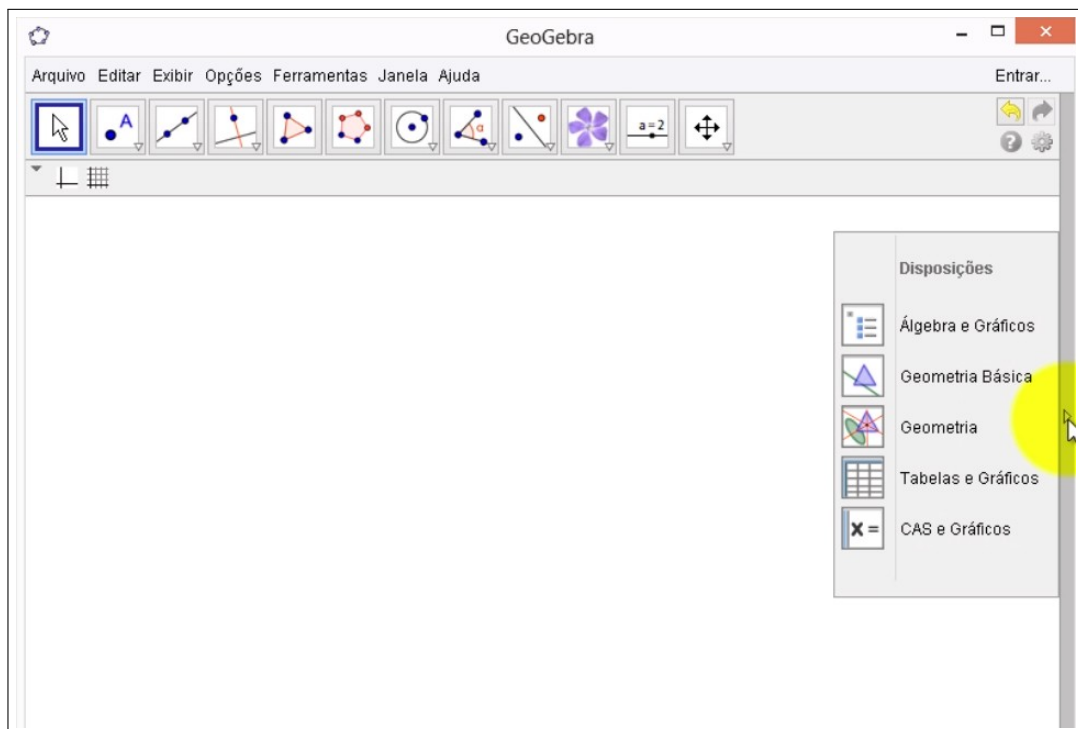 GeoGebra
Arquivo Editar Exibir Opções Ferramentas Janela Ajuda Entrar...
A α a=2 ?
Disposições
Álgebra e Gráficos
Geometria Básica
Geometria
Tabelas e Gráficos
X = CAS e Gráficos